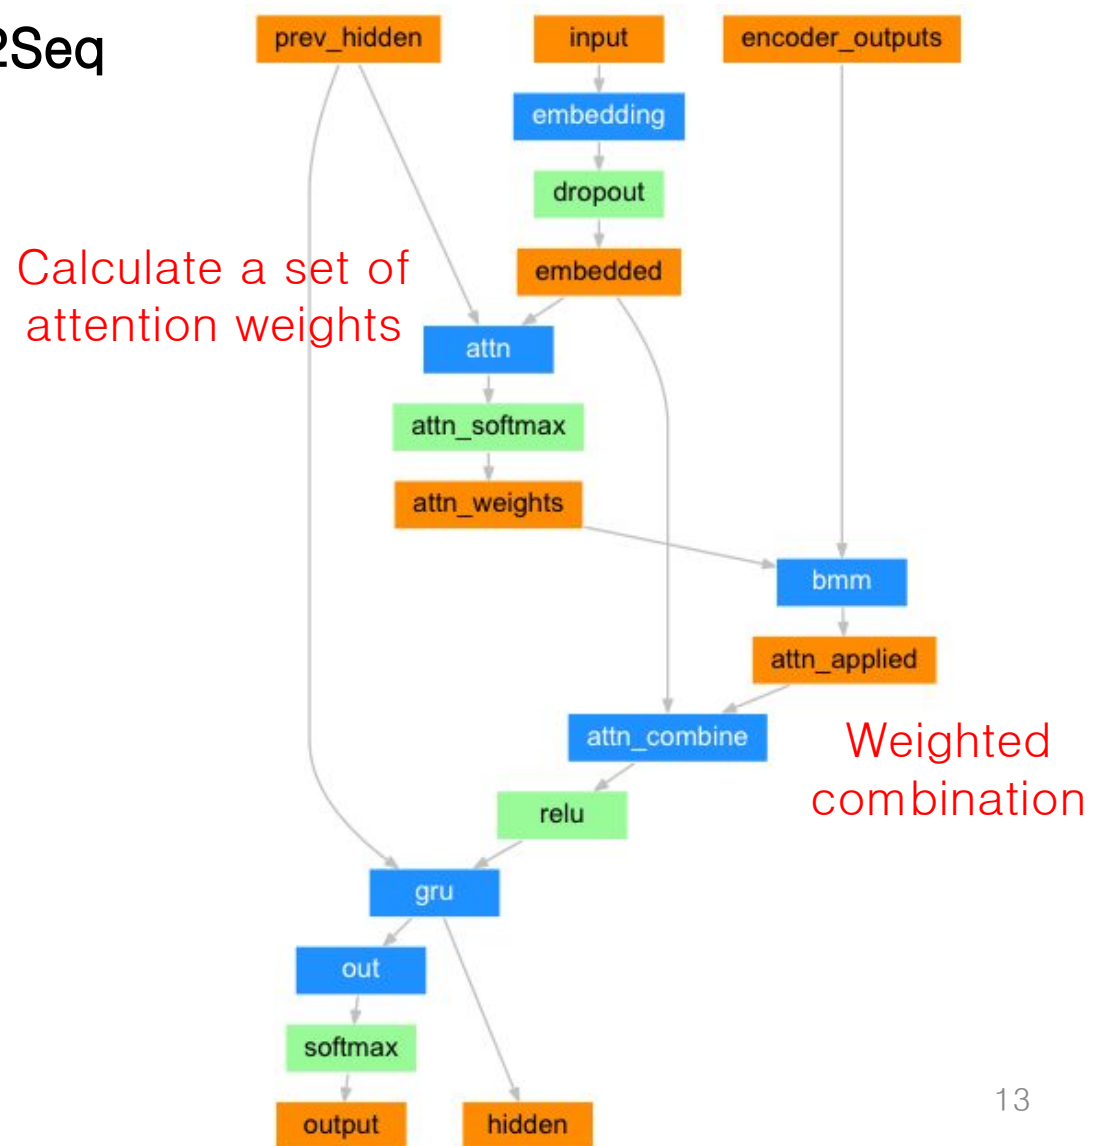 2Seq
prev_hidden
input
encoder_outputs
embedding
dropout
embedded
Calculate a set of
attention weights
attn
attn_softmax
attn_weights
bmm
attn_applied
attn_combine
Weighted
combination
relu
gru
out
softmax
output
hidden
13